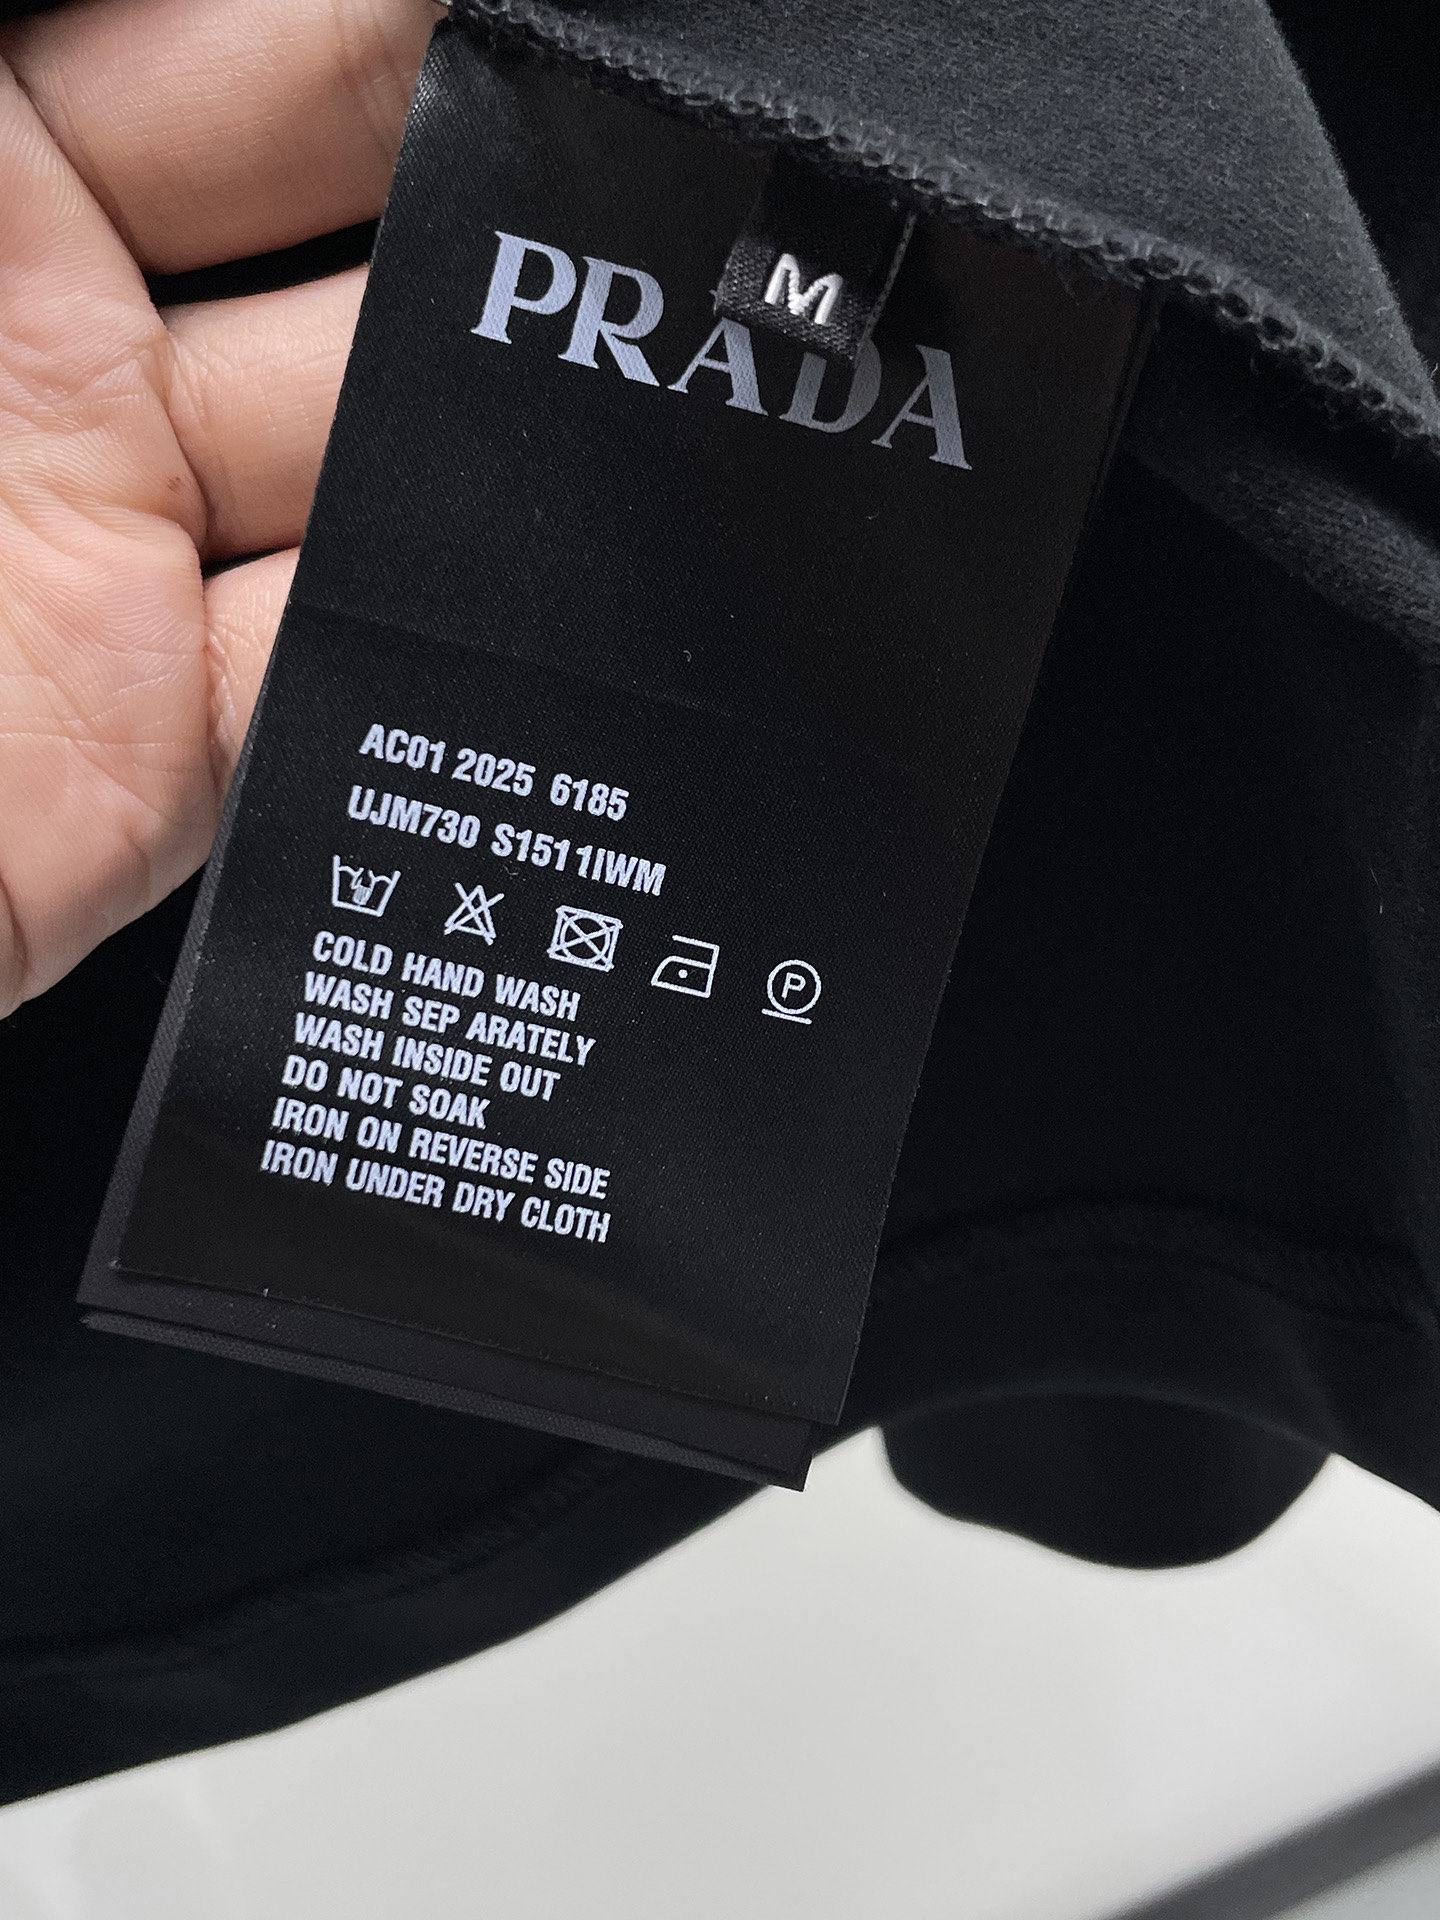 PRADA
M
AC01 2025 6185
UJM730 S1511IWM
P
COLD HAND WASH
WASH SEP ARATELY
WASH INSIDE OUT
DO NOT SOAK
IRON ON REVERSE SIDE
IRON UNDER DRY CLOTH